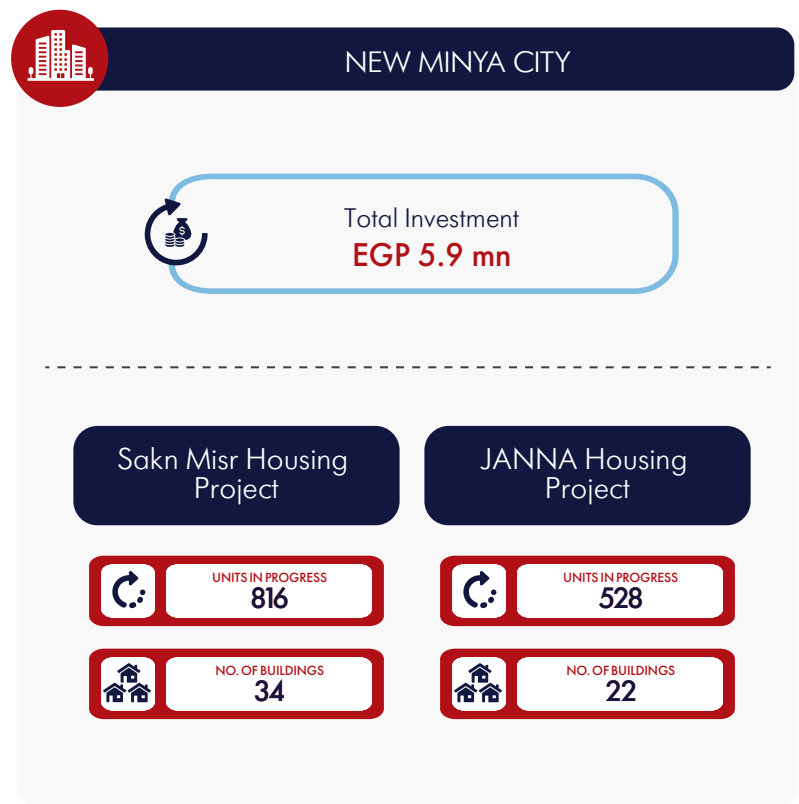 NEW MINYA CITY
Total Investment
EGP 5.9 mn
Sakn Misr Housing
Project
JANNA Housing
Project
UNITS IN PROGRESS
816
UNITS IN PROGRESS
528
NO. OF BUILDINGS
34
NO. OF BUILDINGS
22